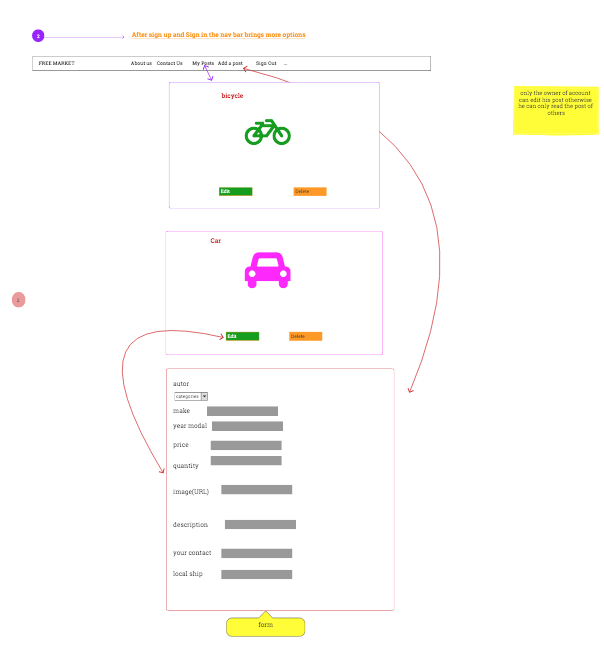 2
After sign up and Sign in the nav bar brings more options
FREE MARKET About us Contact Us My Posts Add a post Sign Out ...
bicycle
only the owner of account
can edit his post otherwise
he can only read the post of
others
Edit Delete
Car
Edit Delete
autor
categories
make
year modal
price
quantity
image(URL)
description
your contact
local ship
form